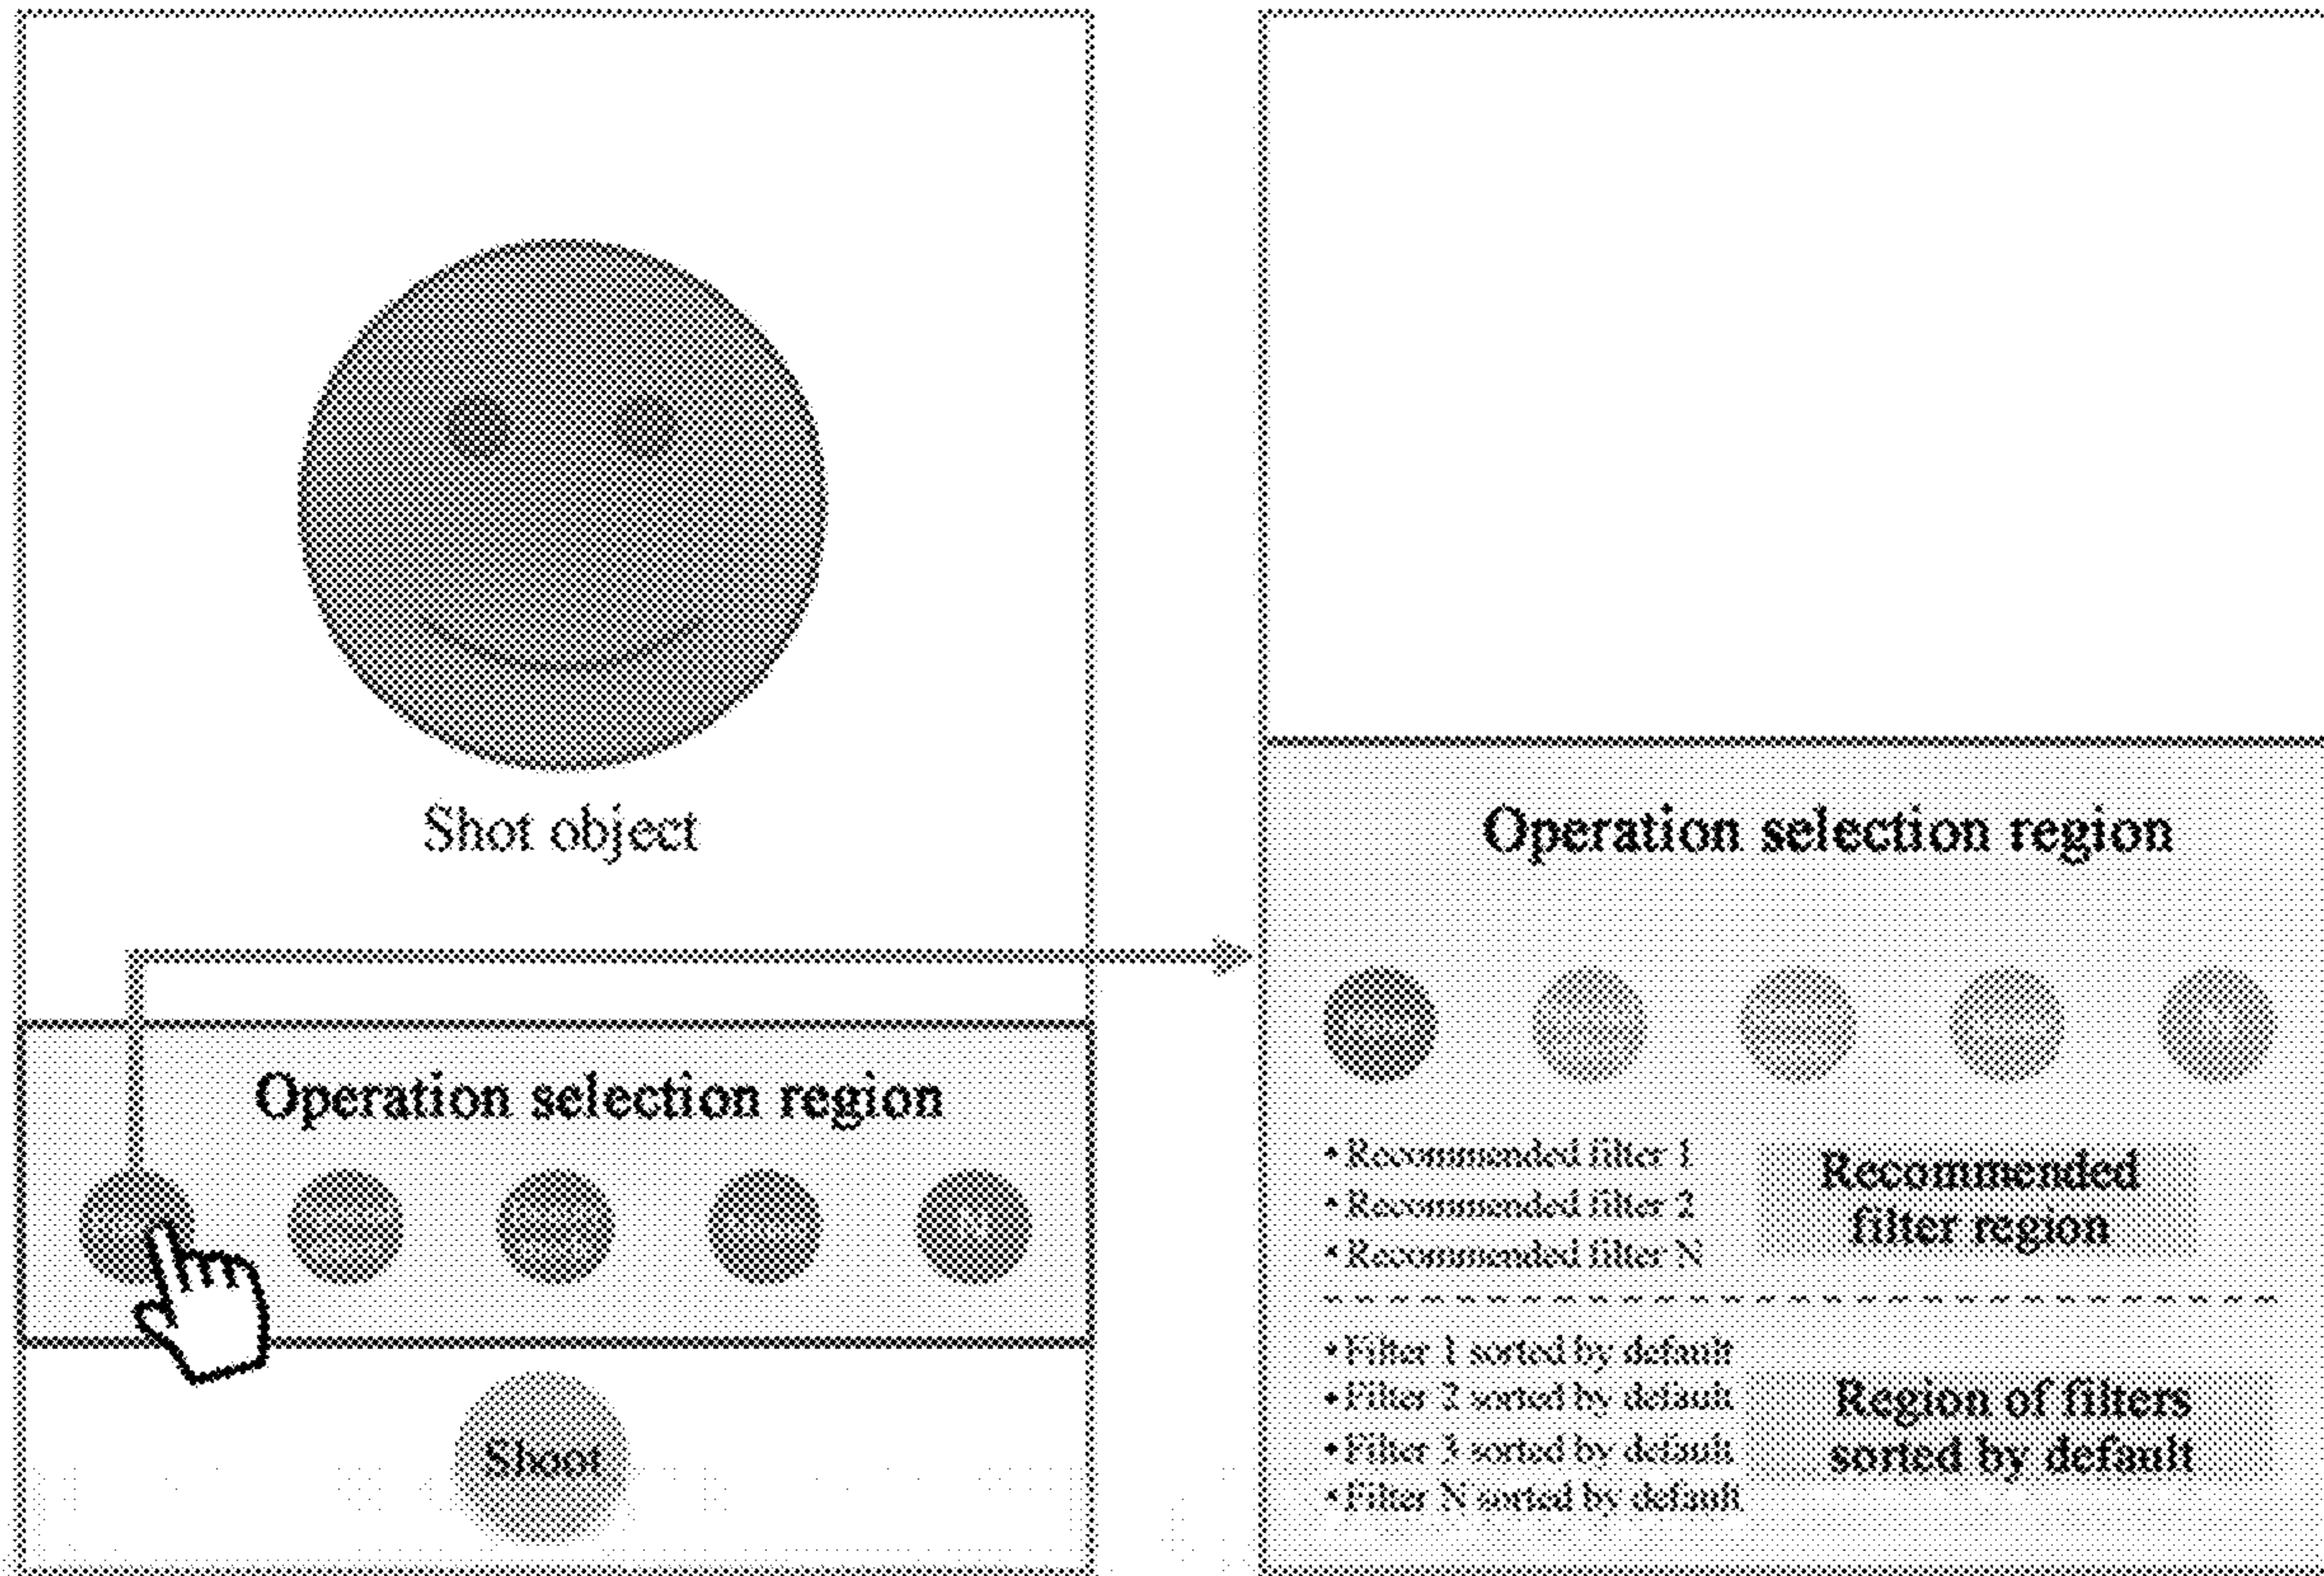 Shot object
Operation selection region
N
Shoot
Operation selection region
• Recommended filter 1
• Recommended filter 2
• Recommended filter N
Recommended
filter region
• Filter 1 sorted by default
• Filter 2 sorted by default
• Filter 3 sorted by default
• Filter N sorted by default
Region of filters
sorted by default